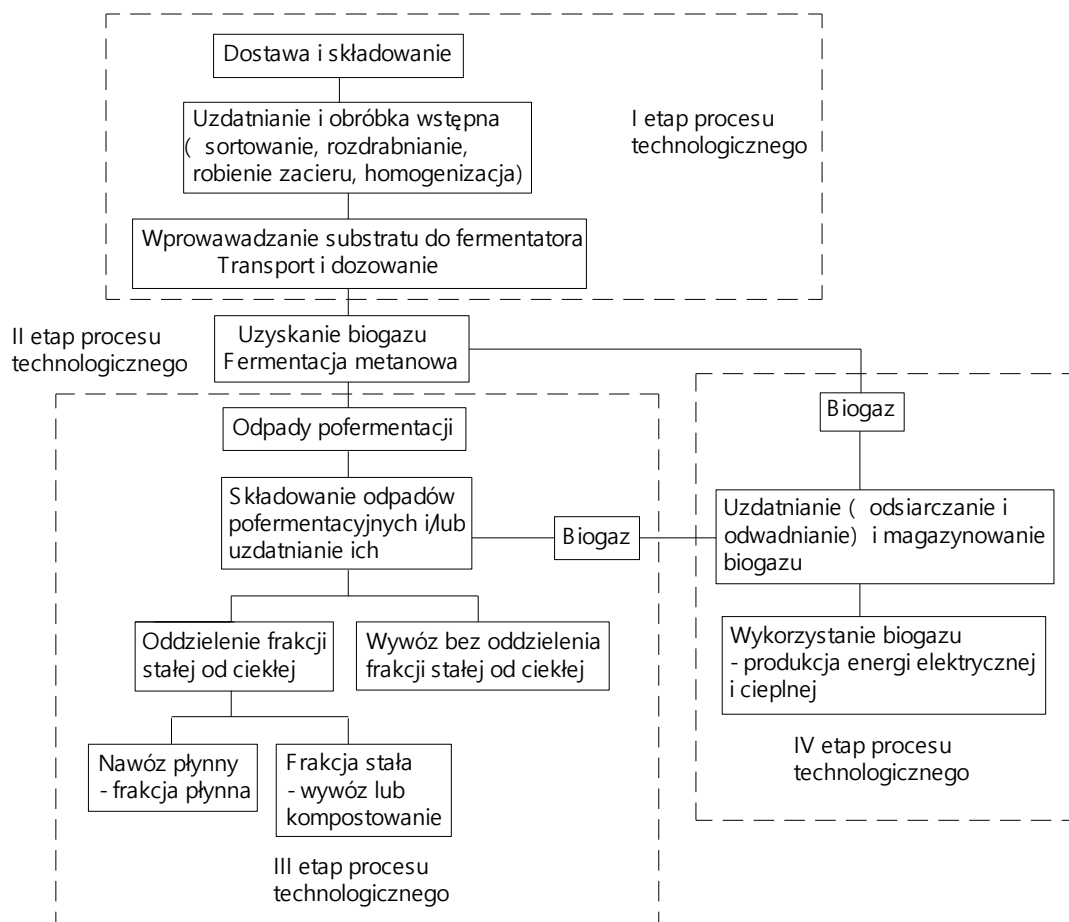 Dostawa i składowanie
Uzdatnianie i obróbka wstępna
( sortowanie, rozdrabnianie,
robienie zacieru, homogenizacja)
I etap procesu
technologicznego
Wprowawadzanie substratu do fermentatora
Transport i dozowanie
II etap procesu
technologicznego
Uzyskanie biogazu
Fermentacja metanowa
Odpady pofermentacji
Biogaz
Składowanie odpadów
pofermentacyjnych i/lub
uzdatnianie ich
Biogaz
Uzdatnianie ( odsiarczanie i
odwadnianie) i magazynowanie
biogazu
Oddzielenie frakcji
stałej od ciekłej
Wywóz bez oddzielenia
frakcji stałej od ciekłej
Wykorzystanie biogazu
- produkcja energi elektrycznej
i cieplnej
Nawóz płynny
- frakcja płynna
Frakcja stała
- wywóz lub
kompostowanie
IV etap procesu
technologicznego
III etap procesu
technologicznego